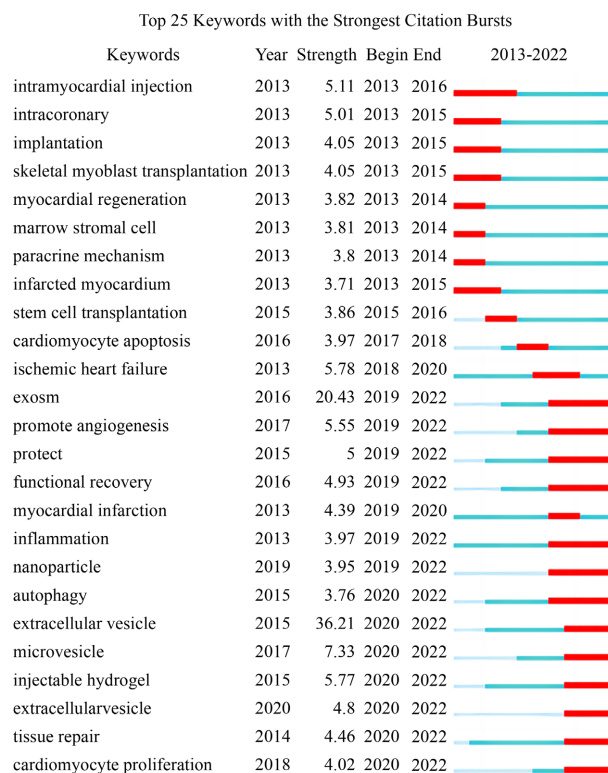 Top 25 Keywords with the Strongest Citation Bursts
Keywords Year Strength Begin End 2013-2022
intramyocardial injection 2013 5.11 2013 2016
intracoronary 2013 5.01 2013 2015
implantation 2013 4.05 2013 2015
skeletal myoblast transplantation 2013 4.05 2013 2015
myocardial regeneration 2013 3.82 2013 2014
marrow stromal cell 2013 3.81 2013 2014
paracrine mechanism 2013 3.8 2013 2014
infarcted myocardium 2013 3.71 2013 2015
stem cell transplantation 2015 3.86 2015 2016
cardiomyocyte apoptosis 2016 3.97 2017 2018
ischemic heart failure 2013 5.78 2018 2020
exosm 2016 20.43 2019 2022
promote angiogenesis 2017 5.55 2019 2022
protect 2015 5 2019 2022
functional recovery 2016 4.93 2019 2022
myocardial infarction 2013 4.39 2019 2020
inflammation 2013 3.97 2019 2022
nanoparticle 2019 3.95 2019 2022
autophagy 2015 3.76 2020 2022
extracellular vesicle 2015 36.21 2020 2022
microvesicle 2017 7.33 2020 2022
injectable hydrogel 2015 5.77 2020 2022
extracellularvesicle 2020 4.8 2020 2022
tissue repair 2014 4.46 2020 2022
cardiomyocyte proliferation 2018 4.02 2020 2022